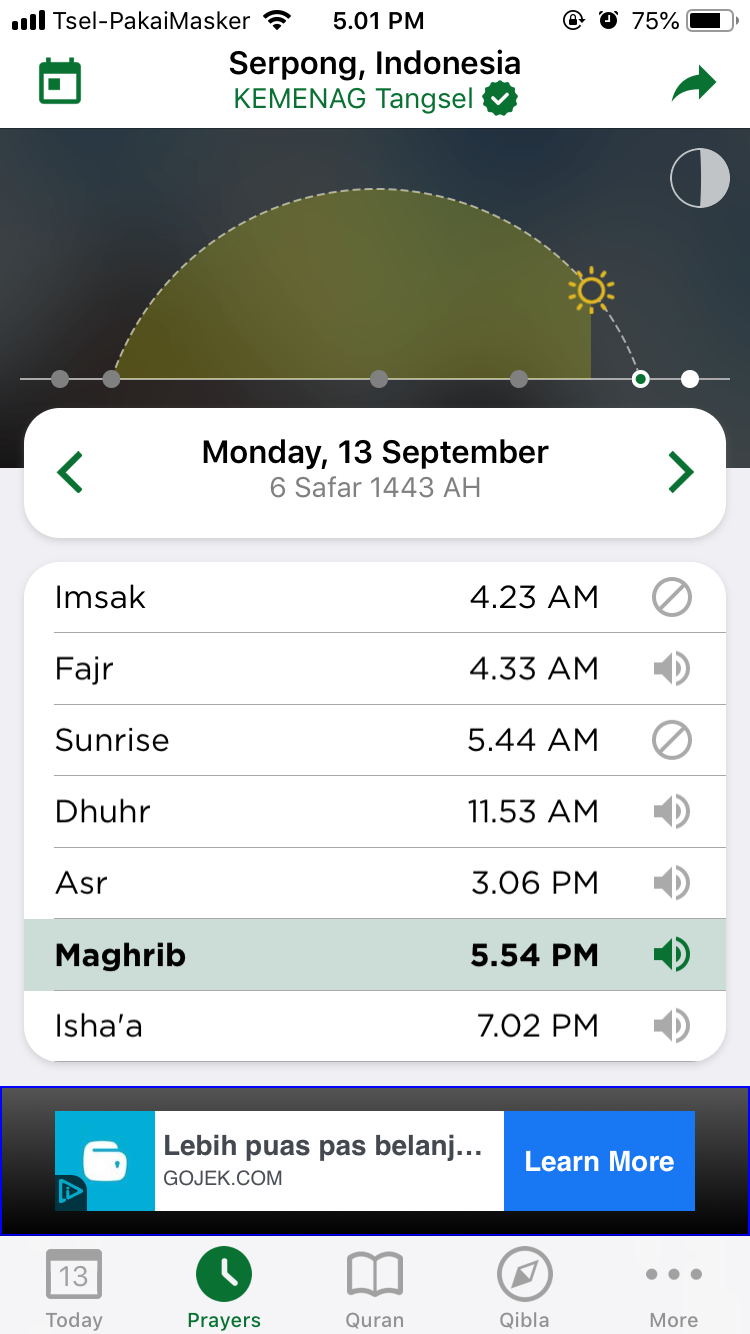 Tsel-PakaiMasker 5.01 PM 75%
Serpong, Indonesia
KEMENAG Tangsel
Monday, 13 September
6 Safar 1443 AH
Imsak 4.23 AM
Fajr 4.33 AM
Sunrise 5.44 AM
Dhuhr 11.53 AM
Asr 3.06 PM
Maghrib 5.54 PM
Isha'a 7.02 PM
Lebih puas pas belanj...
GOJEK.COM
Learn More
13
Today Prayers Quran Qibla More